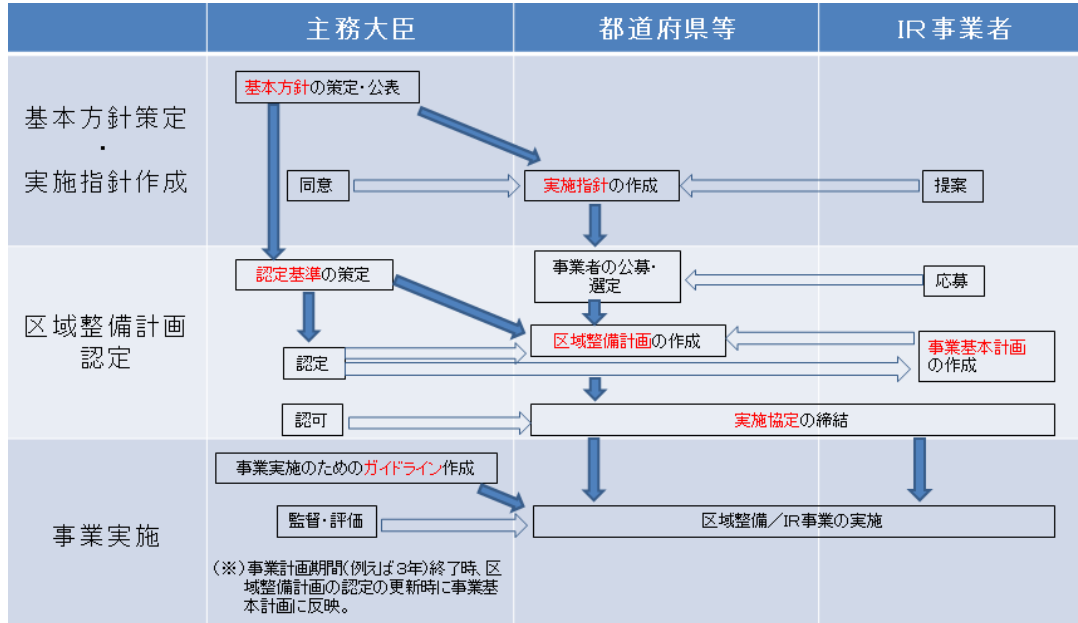 主務大臣
都道府県等
IR事業者
基本方針策定
・
実施指針作成
基本方針の策定・公表
同意
実施指針の作成
提案
区域整備計画
認定
認定基準の策定
事業者の公募・
選定
応募
区域整備計画の作成
認定
事業基本計画
の作成
認可
実施協定の締結
事業実施
事業実施のためのガイドライン作成
監督・評価
区域整備／IR事業の実施
(※)事業計画期間(例えば3年)終了時、区
域整備計画の認定の更新時に事業基
本計画に反映。